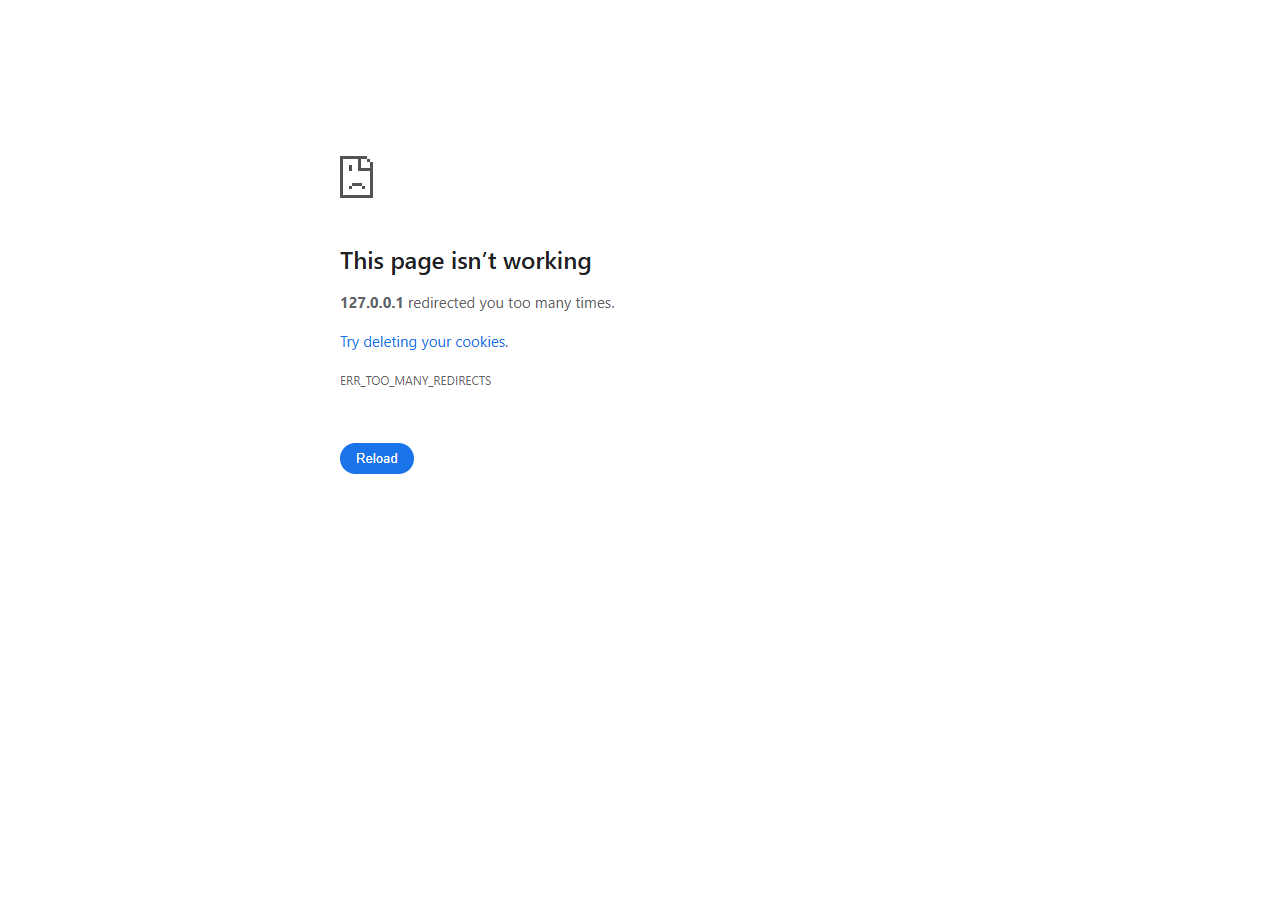 This page isn’t working
127.0.0.1 redirected you too many times.
Try deleting your cookies.
ERR_TOO_MANY_REDIRECTS
Reload